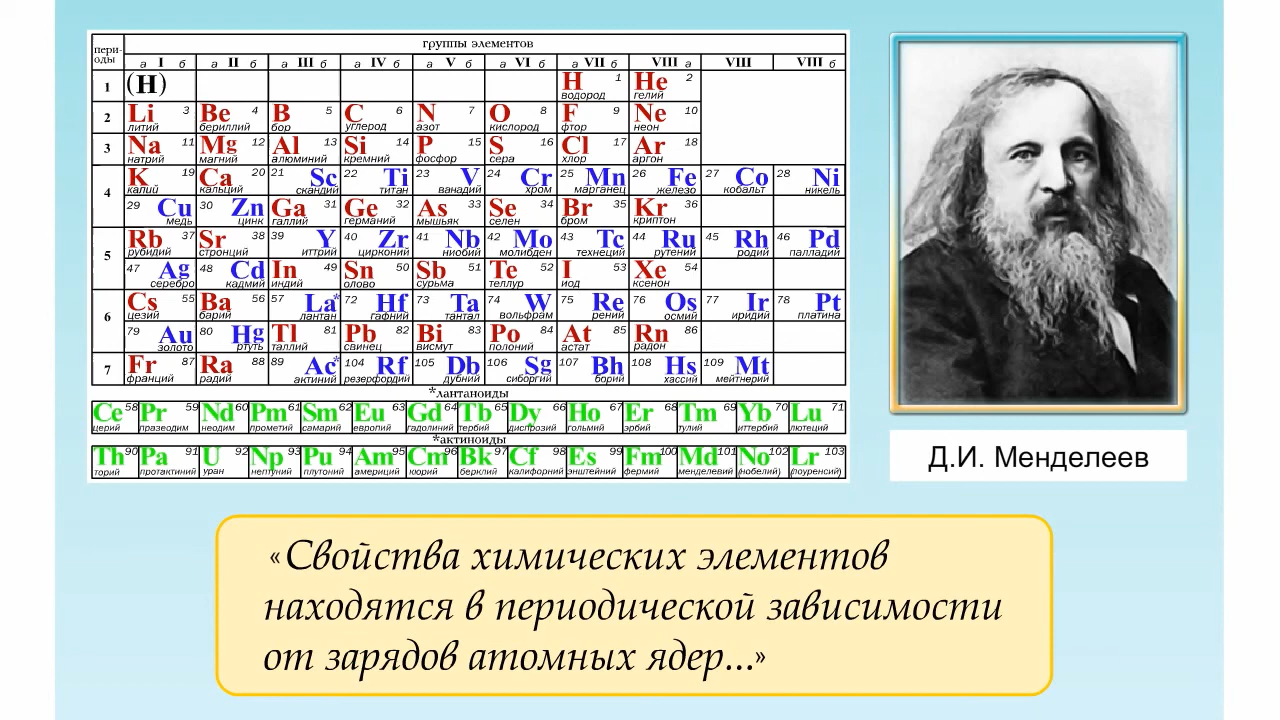 группы элементов
пери-
оды
а I б а II б а III б а IV б а V б а VI б а VII б VIII а VIII VIII б
1 (H) H 1 He 2
водород гелий
2 Li 3 Be 4 B 5 C 6 N 7 O 8 F 9 Ne 10
литий бериллий бор углерод азот кислород фтор неон
3 Na 11 Mg 12 Al 13 Si 14 P 15 S 16 Cl 17 Ar 18
натрий магний алюминий кремний фосфор сера хлор аргон
4 K 19 Ca 20 21 Sc 22 Ti 23 V 24 Cr 25 Mn 26 Fe 27 Co 28 Ni
калий кальций скандий титан ванадий хром марганец железо кобальт никель
29 Cu 30 Zn Ga 31 Ge 32 As 33 Se 34 Br 35 Kr 36
медь цинк галлий германий мышьяк селен бром криптон
5 Rb 37 Sr 38 39 Y 40 Zr 41 Nb 42 Mo 43 Tc 44 Ru 45 Rh 46 Pd
рубидий стронций иттрий цирконий ниобий молибден технеций рутений родий палладий
47 Ag 48 Cd In 49 Sn 50 Sb 51 Te 52 I 53 Xe 54
серебро кадмий индий олово сурьма теллур иод ксенон
6 Cs 55 Ba 56 57 La* 72 Hf 73 Ta 74 W 75 Re 76 Os 77 Ir 78 Pt
цезий барий лантан гафний тантал вольфрам рений осмий иридий платина
79 Au 80 Hg Tl 81 Pb 82 Bi 83 Po 84 At 85 Rn 86
золото ртуть таллий свинец висмут полоний астат радон
7 Fr 87 Ra 88 89 Ac* 104 Rf 105 Db 106 Sg 107 Bh 108 Hs 109 Mt
франций радий актиний резерфордий дубний сиборгий борий хассий мейтнерий
*лантаноиды
Ce 58 Pr 59 Nd 60 Pm 61 Sm 62 Eu 63 Gd 64 Tb 65 Dy 66 Ho 67 Er 68 Tm 69 Yb 70 Lu 71
церий празеодим неодим прометий самарий европий гадолиний тербий диспрозий гольмий эрбий тулий иттербий лютеций
*актиноиды
Th 90 Pa 91 U 92 Np 93 Pu 94 Am 95 Cm 96 Bk 97 Cf 98 Es 99 Fm 100 Md 101 No 102 Lr 103
торий протактиний уран нептуний плутоний америций кюрий берклий калифорний эйнштейний фермий менделевий (нобелий) (лоуренсий)
Д.И. Менделеев
«Свойства химических элементов
находятся в периодической зависимости
от зарядов атомных ядер...»